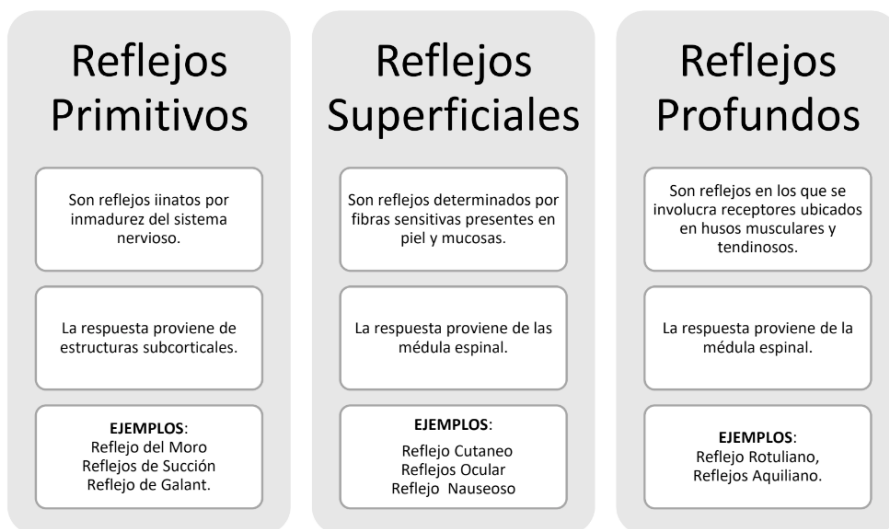 Reflejos
Primitivos
Son reflejos iinatos por
inmadurez del sistema
nervioso.
La respuesta proviene de
estructuras subcorticales.
EJEMPLOS:
Reflejo del Moro
Reflejos de Succión
Reflejo de Galant.
Reflejos
Superficiales
Son reflejos determinados por
fibras sensitivas presentes en
piel y mucosas.
La respuesta proviene de las
médula espinal.
EJEMPLOS:
Reflejo Cutaneo
Reflejos Ocular
Reflejo Nauseoso
Reflejos
Profundos
Son reflejos en los que se
involucra receptores ubicados
en husos musculares y
tendinosos.
La respuesta proviene de la
médula espinal.
EJEMPLOS:
Reflejo Rotuliano,
Reflejos Aquiliano.